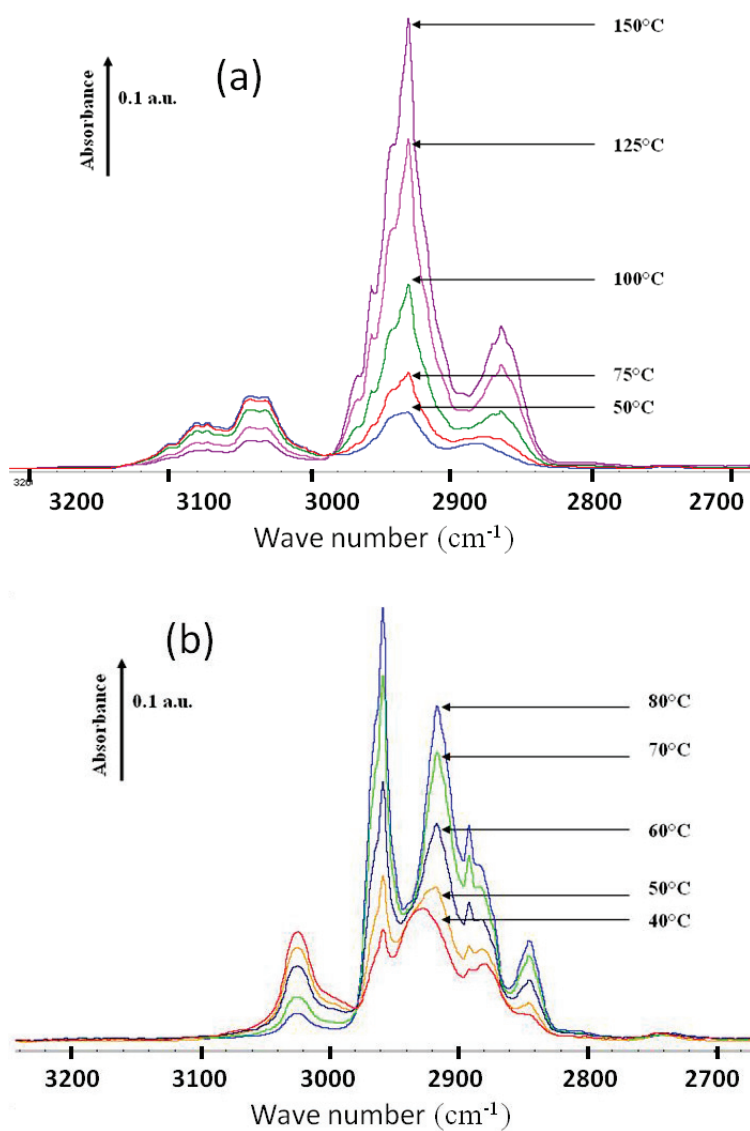 (a)
Absorbance
0.1 a.u.
150°C
125°C
100°C
75°C
50°C
320
3200 3100 3000 2900 2800 2700
Wave number (cm-1)
(b)
Absorbance
0.1 a.u.
80°C
70°C
60°C
50°C
40°C
3200 3100 3000 2900 2800 2700
Wave number (cm-1)